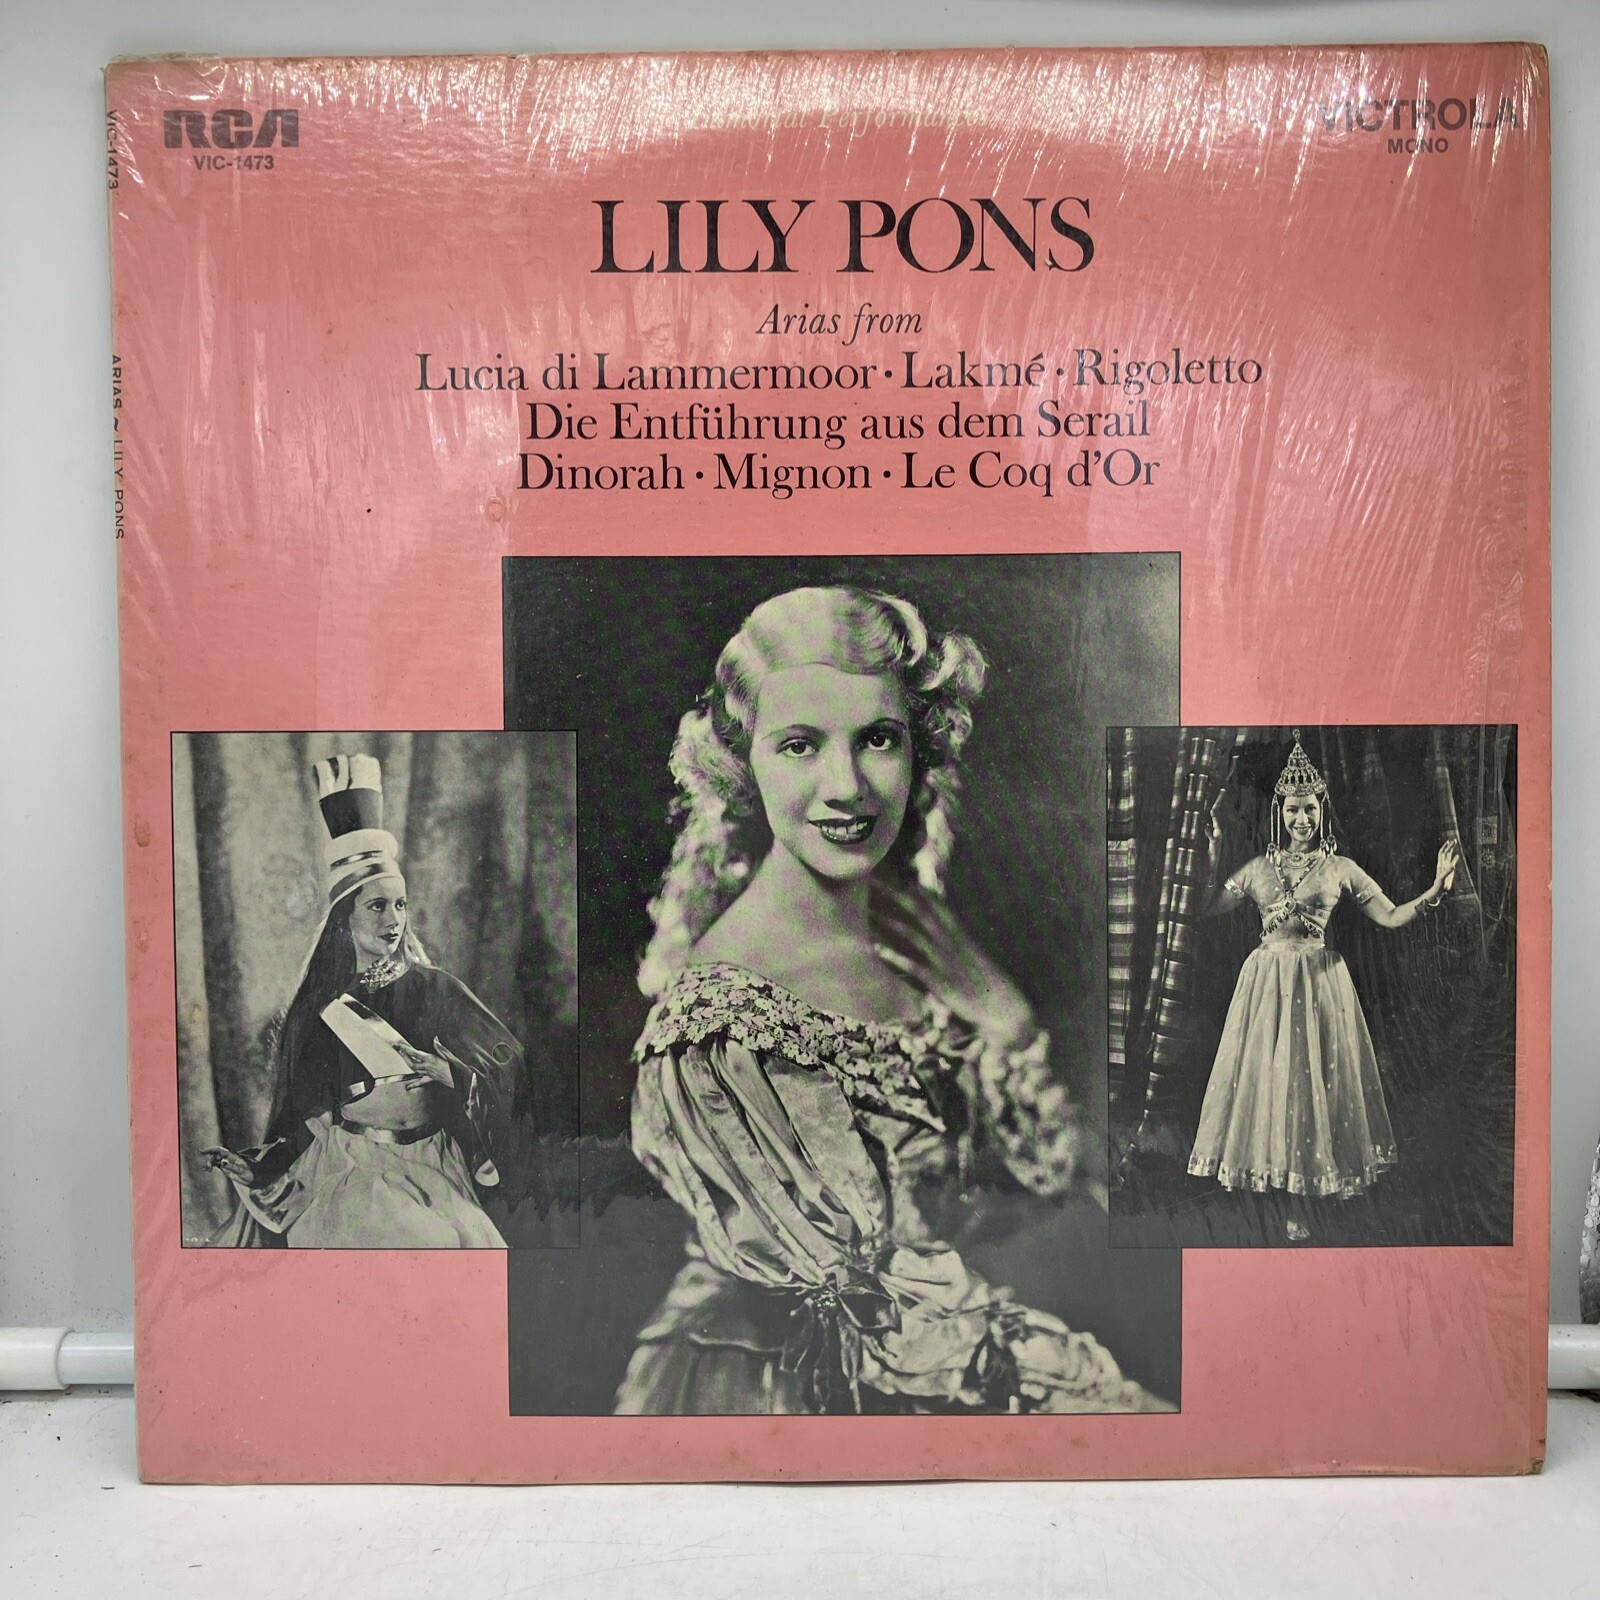 RCA
VIC-1473
VICTROLA
MONO
LILY PONS
Arias from
Lucia di Lammermoor • Lakmé • Rigoletto
Die Entführung aus dem Serail
Dinorah • Mignon • Le Coq d'Or
VIC-1473
ARIAS ~ LILY PONS